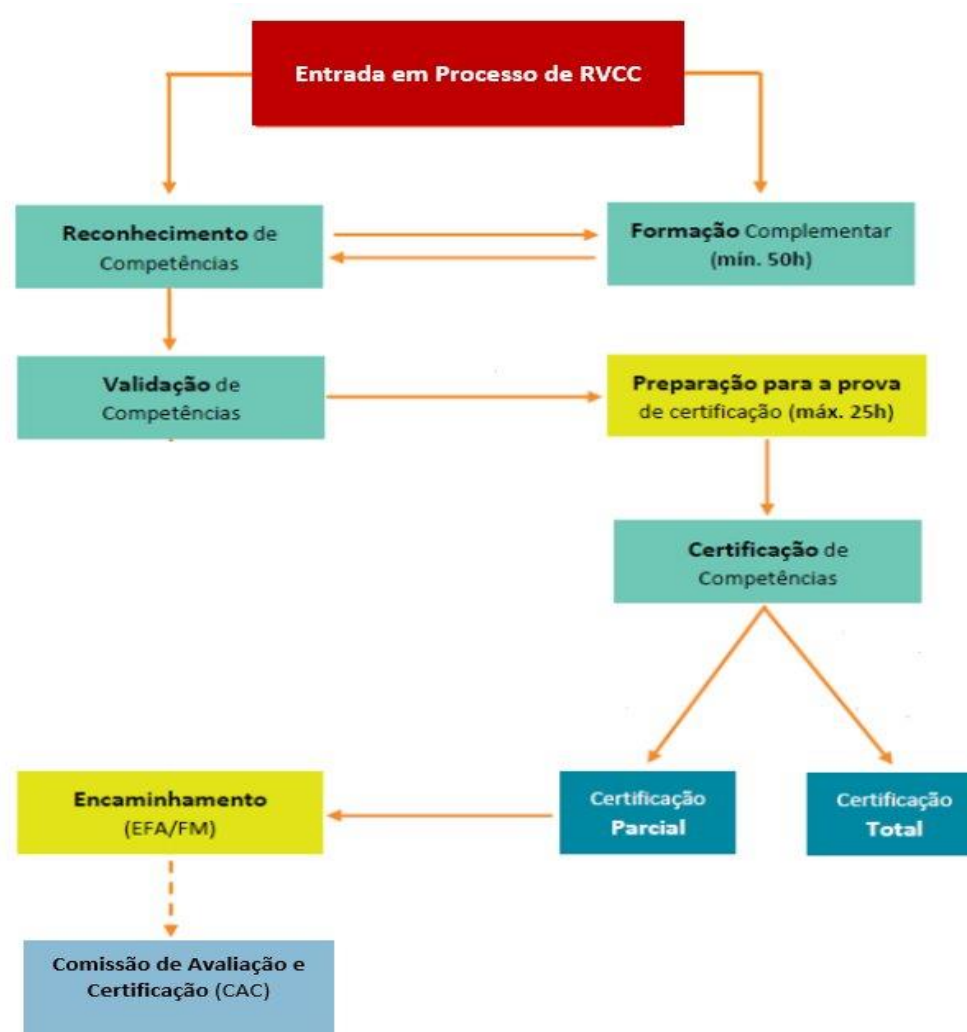 Entrada em Processo de RVCC
Reconhecimento de
Competências
Formação Complementar
(mín. 50h)
Validação de
Competências
Preparação para a prova
de certificação (máx. 25h)
Certificação de
Competências
Encaminhamento
(EFA/FM)
Certificação
Parcial
Certificação
Total
Comissão de Avaliação e
Certificação (CAC)